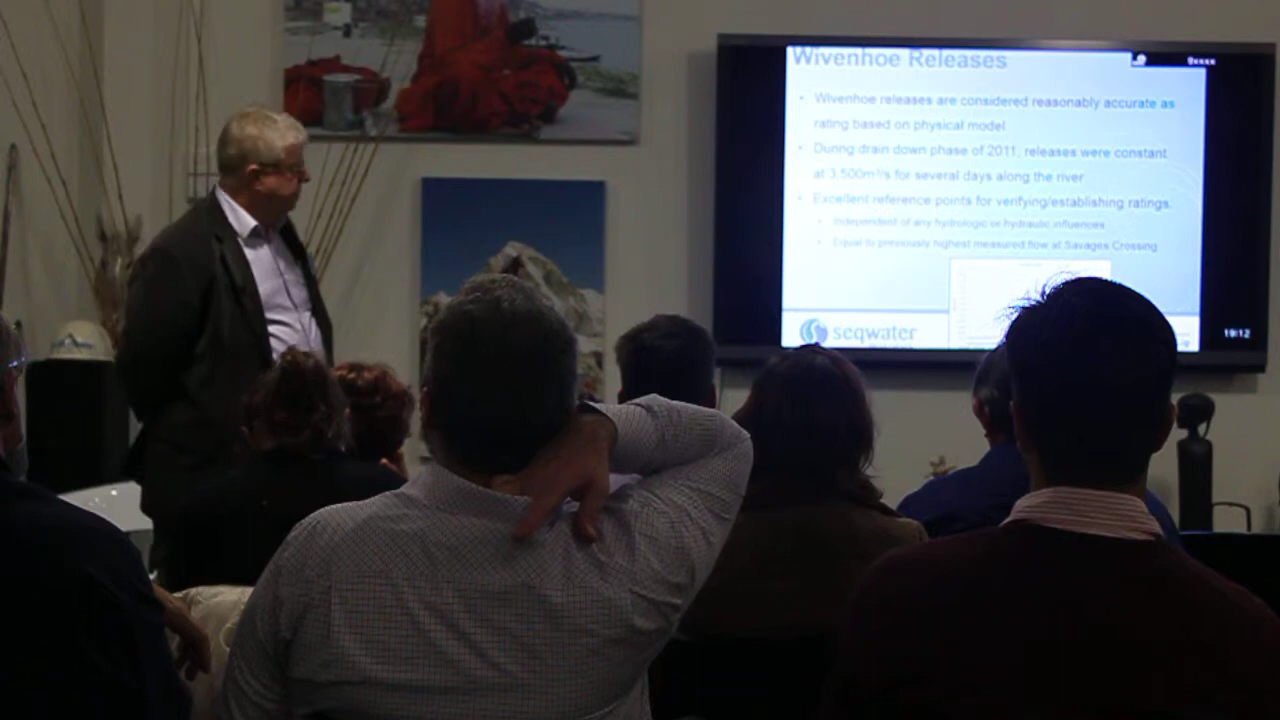 Wivenhoe Releases
• Wivenhoe releases are considered reasonably accurate as
rating based on physical model
• During drain down phase of 2011, releases were constant
at 3,500m³/s for several days along the river
• Excellent reference points for verifying/establishing ratings:
• Independent of any hydrologic or hydraulic influences
• Equal to previously highest measured flow at Savages Crossing
seqwater
19:12